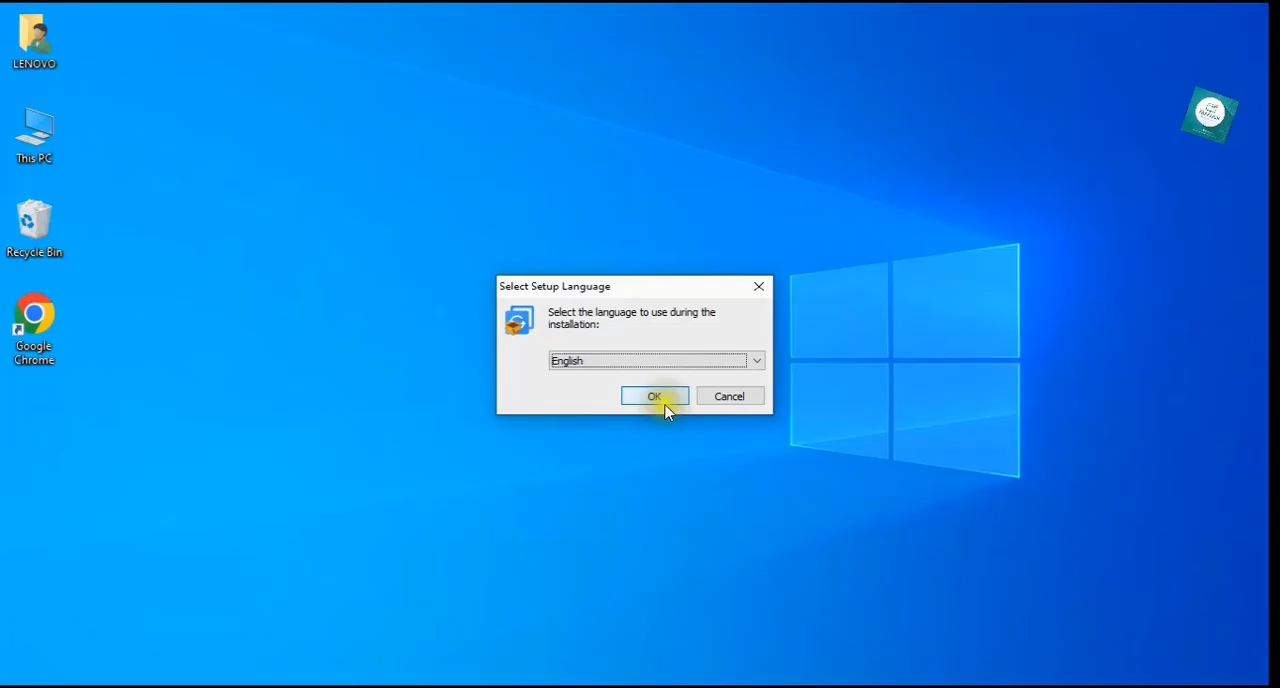 LENOVO
This PC
Recycle Bin
Google
Chrome
Select Setup Language
Select the language to use during the
installation:
English
OK
Cancel